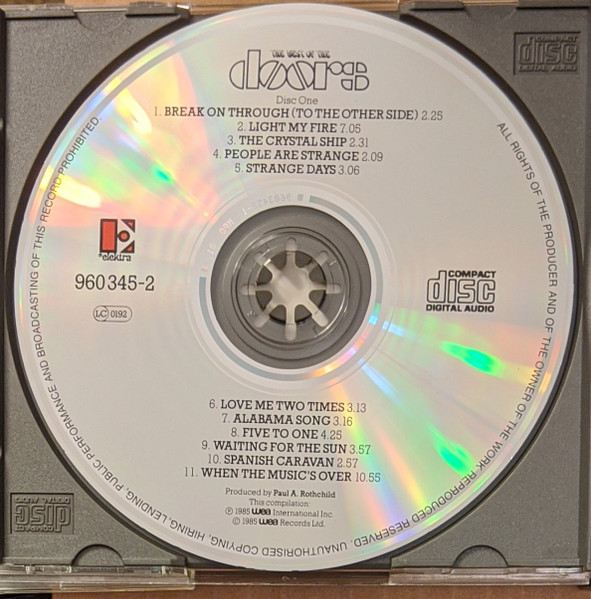 THE BEST OF THE
doors
Disc One
1. BREAK ON THROUGH (TO THE OTHER SIDE) 2.25
2. LIGHT MY FIRE 7.05
3. THE CRYSTAL SHIP 2.31
4. PEOPLE ARE STRANGE 2.09
5. STRANGE DAYS 3.06
elektra
960 345-2
LC 0192
COMPACT
disc
DIGITAL AUDIO
6. LOVE ME TWO TIMES 3.13
7. ALABAMA SONG 3.16
8. FIVE TO ONE 4.25
9. WAITING FOR THE SUN 3.57
10. SPANISH CARAVAN 2.57
11. WHEN THE MUSIC'S OVER 10.55
Produced by Paul A. Rothchild
This compilation:
℗ 1985 wea International Inc.
© 1985 wea Records Ltd.
ALL RIGHTS OF THE PRODUCER AND OF THE OWNER OF THE WORK REPRODUCED RESERVED. UNAUTHORISED COPYING, HIRING, LENDING, PUBLIC PERFORMANCE AND BROADCASTING OF THIS RECORD PROHIBITED.
COMPACT
disc
DIGITAL AUDIO
COMPACT
disc
DIGITAL AUDIO